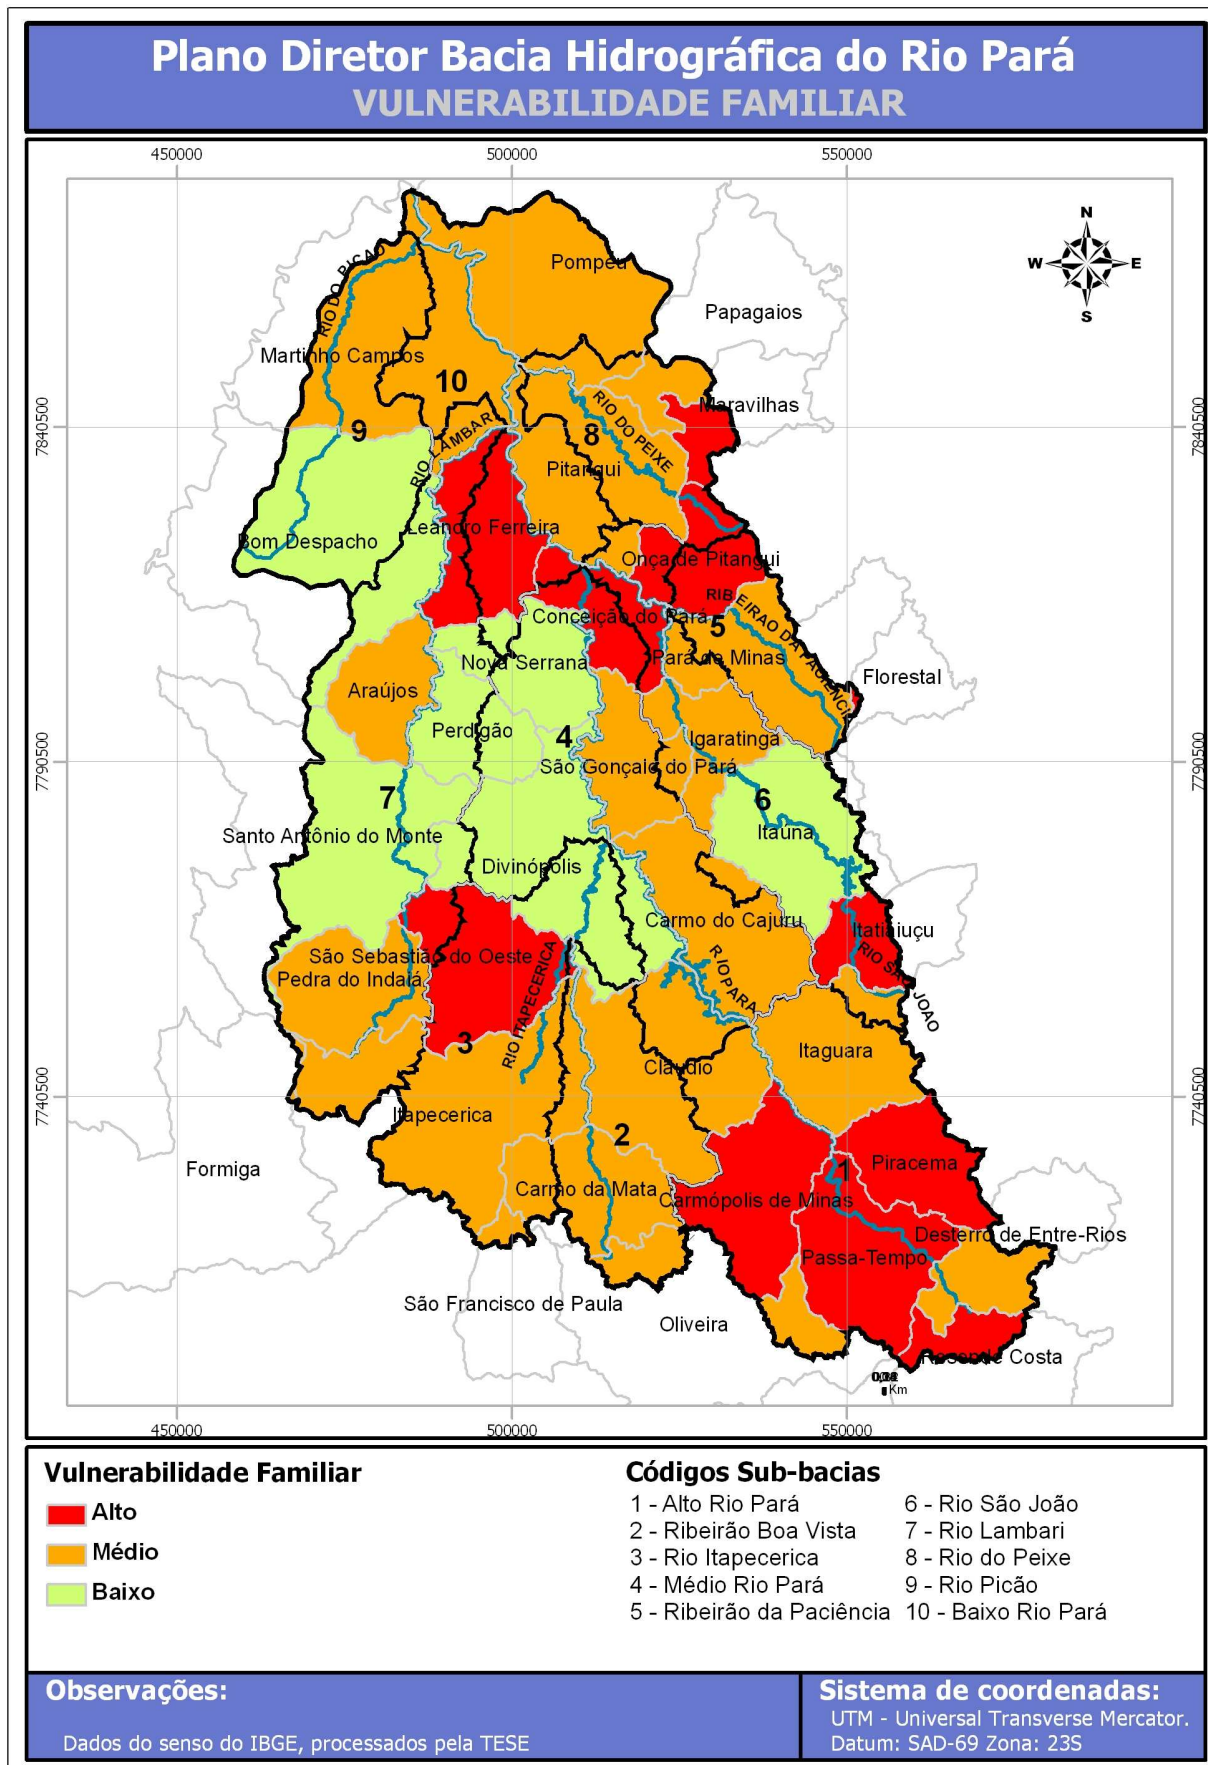 Plano Diretor Bacia Hidrográfica do Rio Pará
VULNERABILIDADE FAMILIAR
450000
500000
550000
N
W
E
S
Pompeu
RIO DO PICAO
Papagaios
Martinho Campos
10
Maravilhas
7840500
7840500
9
RIO LAMBARI
8
RIO DO PEIXE
Pitangui
Leandro Ferreira
Bom Despacho
Onça de Pitangui
Conceição do Pará
RIBEIRAO DA PACIENCIA
5
Nova Serrana
Pará de Minas
Florestal
Araújos
Perdigão
4
Igaratinga
7790500
7790500
São Gonçalo do Pará
7
6
Santo Antônio do Monte
Itaúna
Divinópolis
Carmo do Cajuru
Itatiaiuçu
São Sebastião do Oeste
RIO SAO JOAO
Pedra do Indaiá
RIO PARA
RIO ITAPECERICA
3
Itaguara
Cláudio
7740500
7740500
Itapecerica
2
Formiga
Piracema
1
Carmo da Mata
Carmópolis de Minas
Desterro de Entre-Rios
Passa-Tempo
São Francisco de Paula
Oliveira
Resende Costa
Km
450000
500000
550000
Vulnerabilidade Familiar
Alto
Médio
Baixo
Códigos Sub-bacias
1 - Alto Rio Pará
2 - Ribeirão Boa Vista
3 - Rio Itapecerica
4 - Médio Rio Pará
5 - Ribeirão da Paciência
6 - Rio São João
7 - Rio Lambari
8 - Rio do Peixe
9 - Rio Picão
10 - Baixo Rio Pará
Observações:
Dados do senso do IBGE, processados pela TESE
Sistema de coordenadas:
UTM - Universal Transverse Mercator.
Datum: SAD-69 Zona: 23S